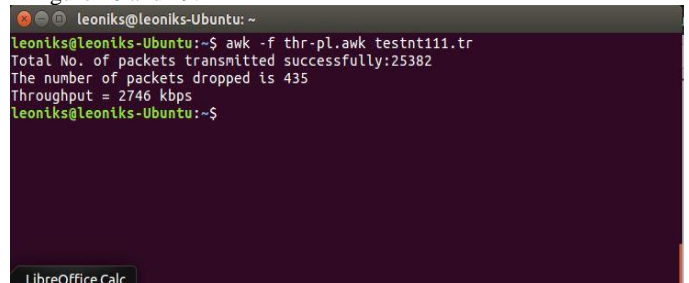 leoniks@leoniks-Ubuntu: ~
leoniks@leoniks-Ubuntu:~$ awk -f thr-pl.awk testnt111.tr
Total No. of packets transmitted successfully:25382
The number of packets dropped is 435
Throughput = 2746 kbps
leoniks@leoniks-Ubuntu:~$
LibreOffice Calc